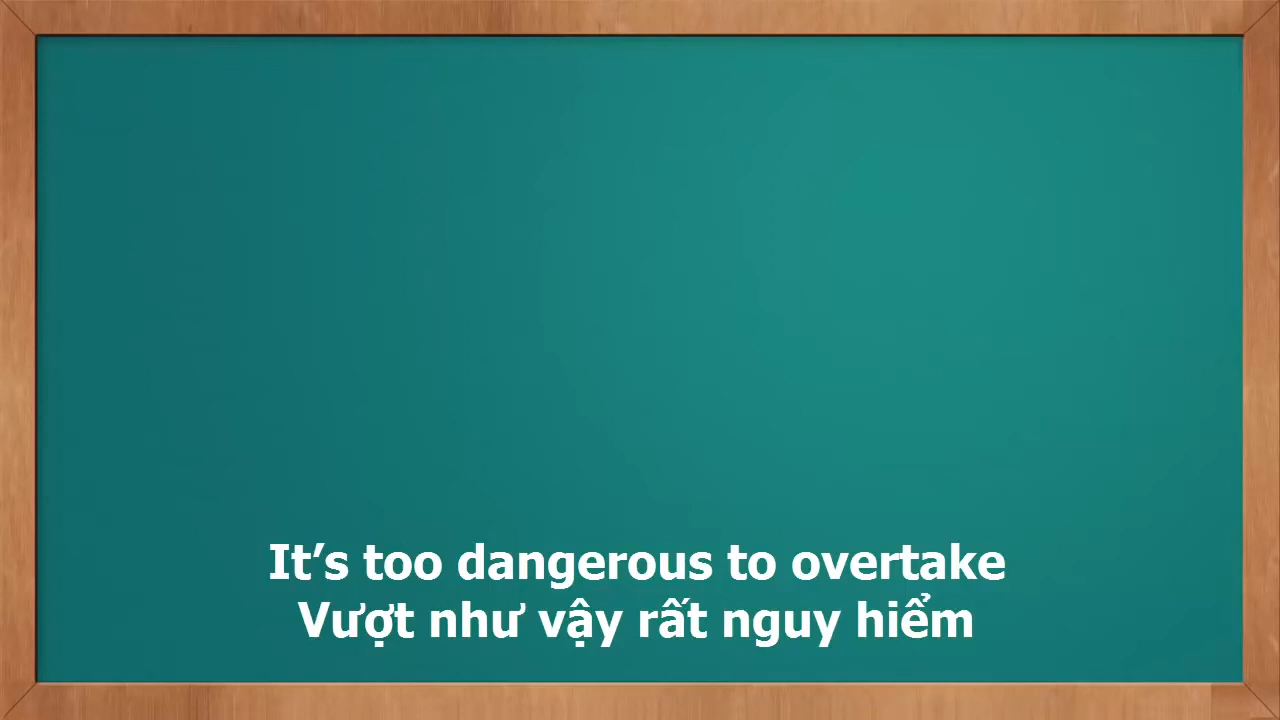 It’s too dangerous to overtake
Vượt như vậy rất nguy hiểm